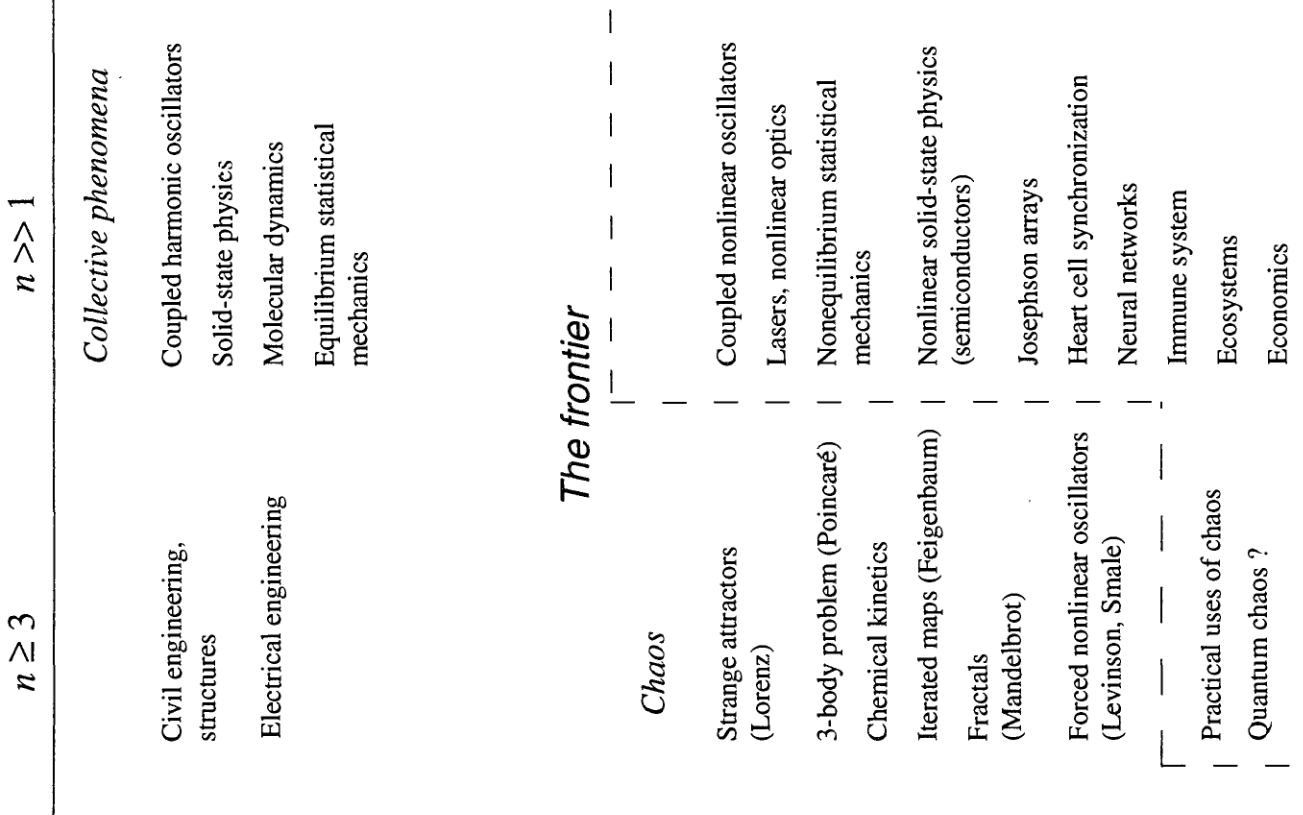 n ≥ 3
Civil engineering,
structures
Electrical engineering
n >> 1
Collective phenomena
Coupled harmonic oscillators
Solid-state physics
Molecular dynamics
Equilibrium statistical
mechanics
The frontier
Chaos
Strange attractors
(Lorenz)
3-body problem (Poincaré)
Chemical kinetics
Iterated maps (Feigenbaum)
Fractals
(Mandelbrot)
Forced nonlinear oscillators
(Levinson, Smale)
Practical uses of chaos
Quantum chaos ?
Coupled nonlinear oscillators
Lasers, nonlinear optics
Nonequilibrium statistical
mechanics
Nonlinear solid-state physics
(semiconductors)
Josephson arrays
Heart cell synchronization
Neural networks
Immune system
Ecosystems
Economics